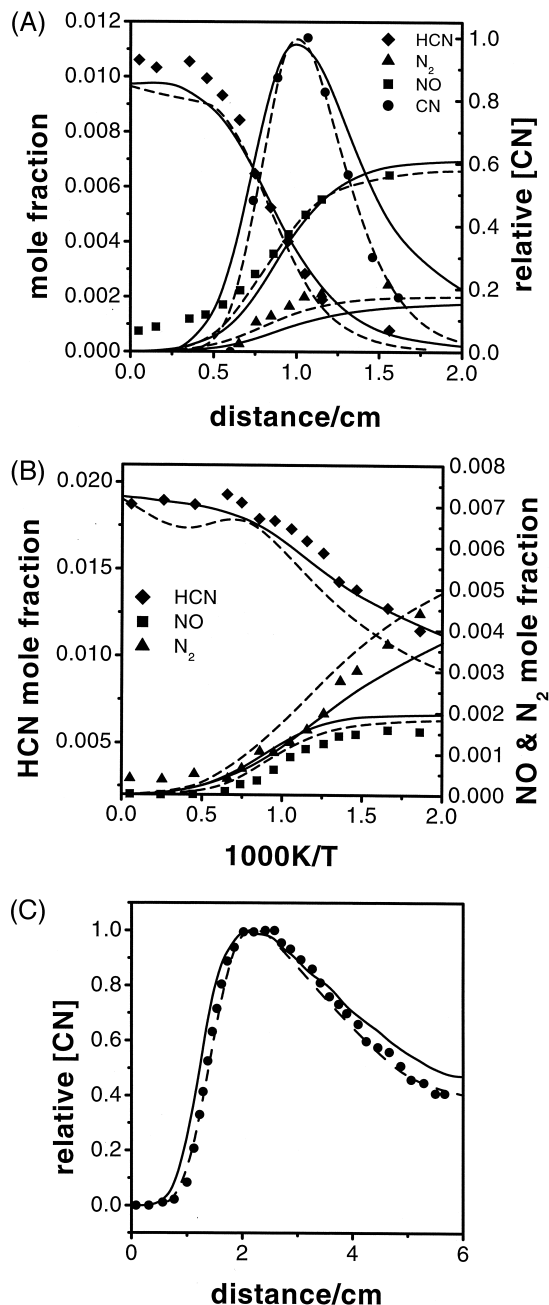 (A)
0.012
0.010
0.008
0.006
0.004
0.002
0.000
mole fraction
HCN
N2
NO
CN
1.0
0.8
0.6
0.4
0.2
0.0
relative [CN]
0.0 0.5 1.0 1.5 2.0
distance/cm
(B)
0.020
0.015
0.010
0.005
HCN mole fraction
HCN
NO
N2
0.008
0.007
0.006
0.005
0.004
0.003
0.002
0.001
0.000
NO & N2 mole fraction
0.0 0.5 1.0 1.5 2.0
1000K/T
(C)
1.0
0.8
0.6
0.4
0.2
0.0
relative [CN]
0 2 4 6
distance/cm